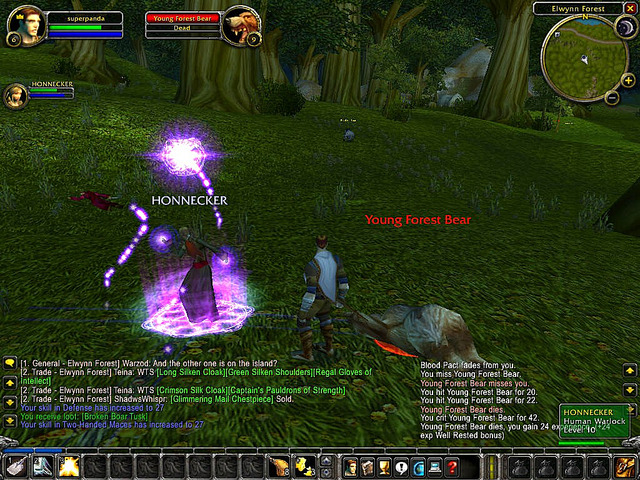 superpanda
6
Young Forest Bear
Dead
9
Elwynn Forest
N
HONNECKER
HONNECKER
Young Forest Bear
[1. General - Elwynn Forest] Warzod: And the other one is on the island?
[2. Trade - Elwynn Forest] Teina: WTS [Long Silken Cloak][Green Silken Shoulders][Regal Gloves of
Intellect]
[2. Trade - Elwynn Forest] Teina: WTS [Crimson Silk Cloak][Captain's Pauldrons of Strength]
[2. Trade - Elwynn Forest] ShadwsWhispr: [Glimmering Mail Chestpiece] Sold.
Your skill in Defense has increased to 27.
You receive loot: [Broken Boar Tusk].
Your skill in Two-Handed Maces has increased to 27.
Blood Pact fades from you.
You miss Young Forest Bear.
Young Forest Bear misses you.
You hit Young Forest Bear for 20.
You hit Young Forest Bear for 22.
Young Forest Bear dies.
You crit Young Forest Bear for 42.
Young Forest Bear dies, you gain 24 experience. (+24
exp Well Rested bonus)
HONNECKER
Human Warlock
Level 10